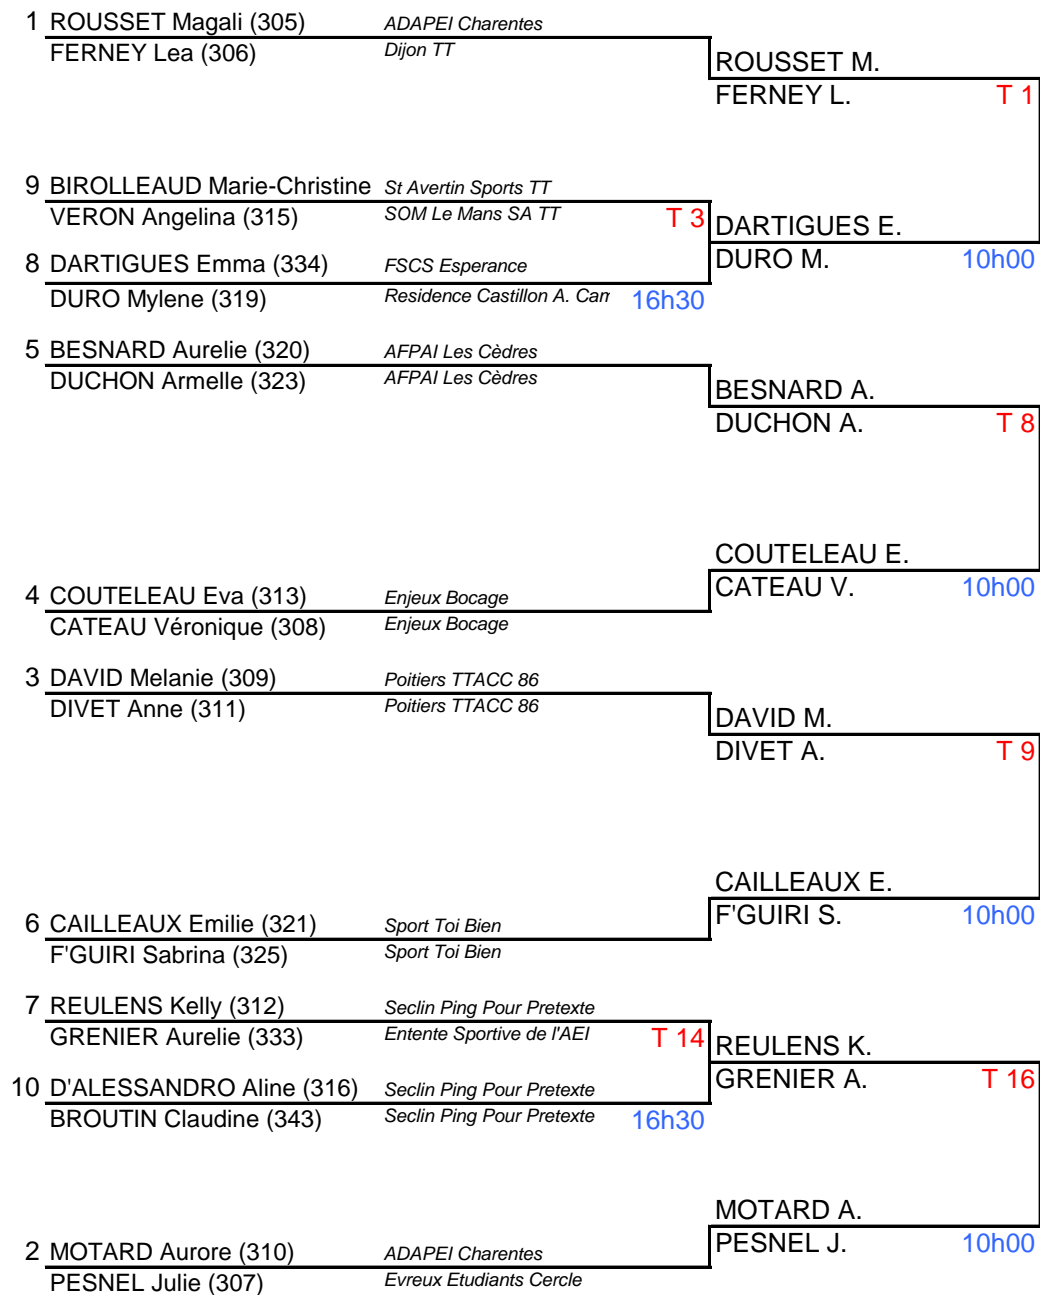 1 ROUSSET Magali (305) ADAPEI Charentes
FERNEY Lea (306) Dijon TT
ROUSSET M.
FERNEY L. T 1
9 BIROLLEAUD Marie-Christine St Avertin Sports TT
VERON Angelina (315) SOM Le Mans SA TT T 3
DARTIGUES E.
8 DARTIGUES Emma (334) FSCS Esperance DURO M. 10h00
DURO Mylene (319) Residence Castillon A. Cam 16h30
5 BESNARD Aurelie (320) AFPAI Les Cèdres
DUCHON Armelle (323) AFPAI Les Cèdres
BESNARD A.
DUCHON A. T 8
COUTELEAU E.
4 COUTELEAU Eva (313) Enjeux Bocage CATEAU V. 10h00
CATEAU Véronique (308) Enjeux Bocage
3 DAVID Melanie (309) Poitiers TTACC 86
DIVET Anne (311) Poitiers TTACC 86
DAVID M.
DIVET A. T 9
CAILLEAUX E.
6 CAILLEAUX Emilie (321) Sport Toi Bien F'GUIRI S. 10h00
F'GUIRI Sabrina (325) Sport Toi Bien
7 REULENS Kelly (312) Seclin Ping Pour Pretexte
GRENIER Aurelie (333) Entente Sportive de l'AEI T 14
REULENS K.
10 D'ALESSANDRO Aline (316) Seclin Ping Pour Pretexte GRENIER A. T 16
BROUTIN Claudine (343) Seclin Ping Pour Pretexte 16h30
MOTARD A.
2 MOTARD Aurore (310) ADAPEI Charentes PESNEL J. 10h00
PESNEL Julie (307) Evreux Etudiants Cercle